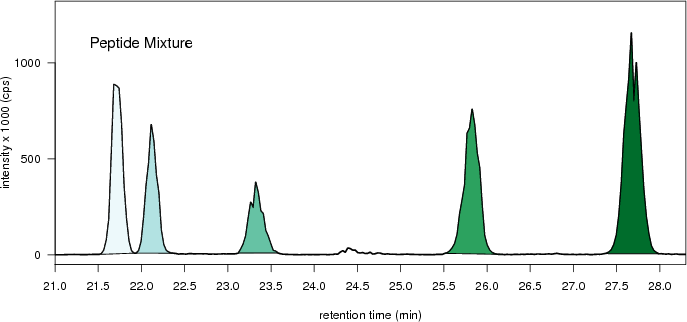 Peptide Mixture
intensity x 1000 (cps)
1000
500
0
21.0 21.5 22.0 22.5 23.0 23.5 24.0 24.5 25.0 25.5 26.0 26.5 27.0 27.5 28.0
retention time (min)